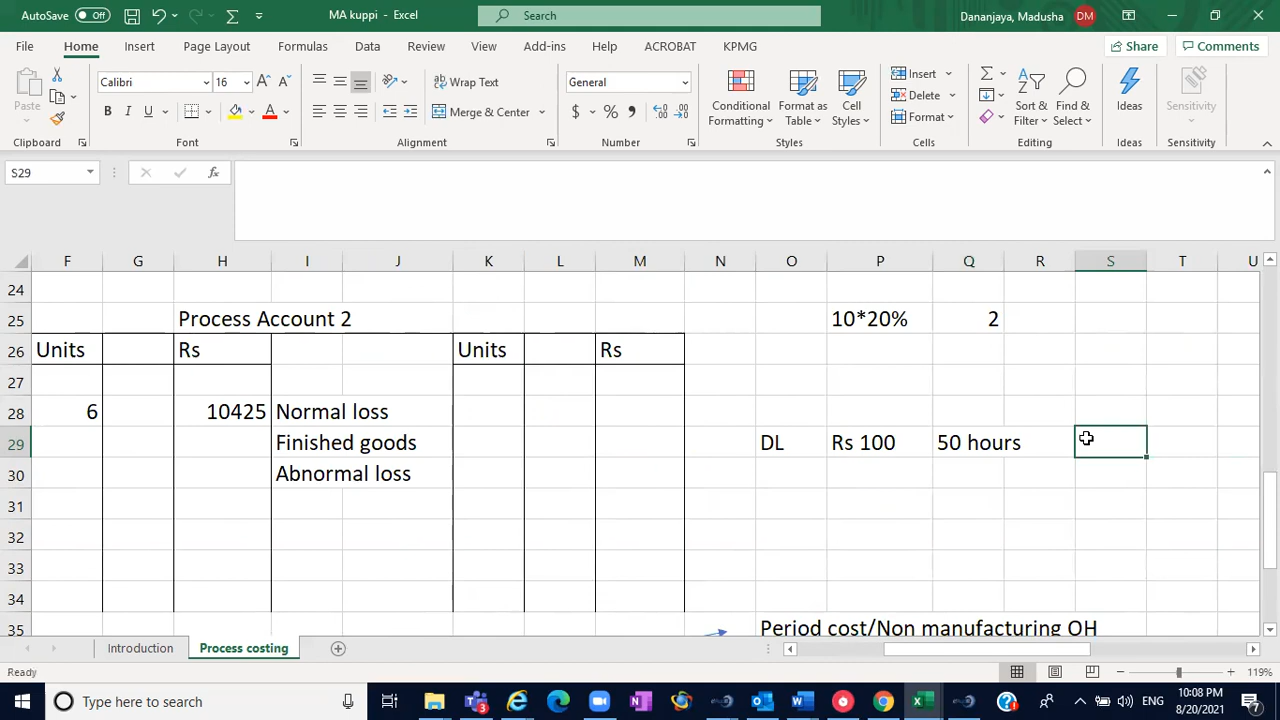 AutoSave Off MA kuppi - Excel Search Dananjaya, Madusha DM
File Home Insert Page Layout Formulas Data Review View Add-ins Help ACROBAT KPMG Share Comments
Paste Calibri 16 A A B I U A Wrap Text Merge & Center General $ % Conditional Formatting Format as Table Cell Styles Insert Delete Format Sort & Filter Find & Select Ideas Sensitivity
Clipboard Font Alignment Number Styles Cells Editing Ideas Sensitivity
S29 fx
F G H I J K L M N O P Q R S T U
24
25 Process Account 2 10*20% 2
26 Units Rs Units Rs
27
28 6 10425 Normal loss
29 Finished goods DL Rs 100 50 hours
30 Abnormal loss
31
32
33
34
35 Period cost/Non manufacturing OH
Introduction Process costing
Ready 119%
Type here to search 3 ENG 10:08 PM
8/20/2021